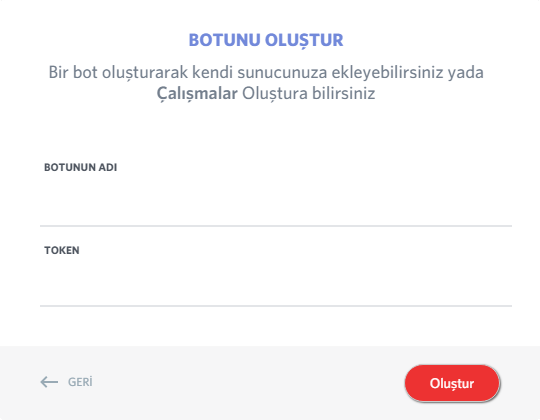 BOTUNU OLUŞTUR
Bir bot oluşturarak kendi sunucunuza ekleyebilirsiniz yada
Çalışmalar Oluştura bilirsiniz
BOTUNUN ADI
TOKEN
GERİ
Oluştur